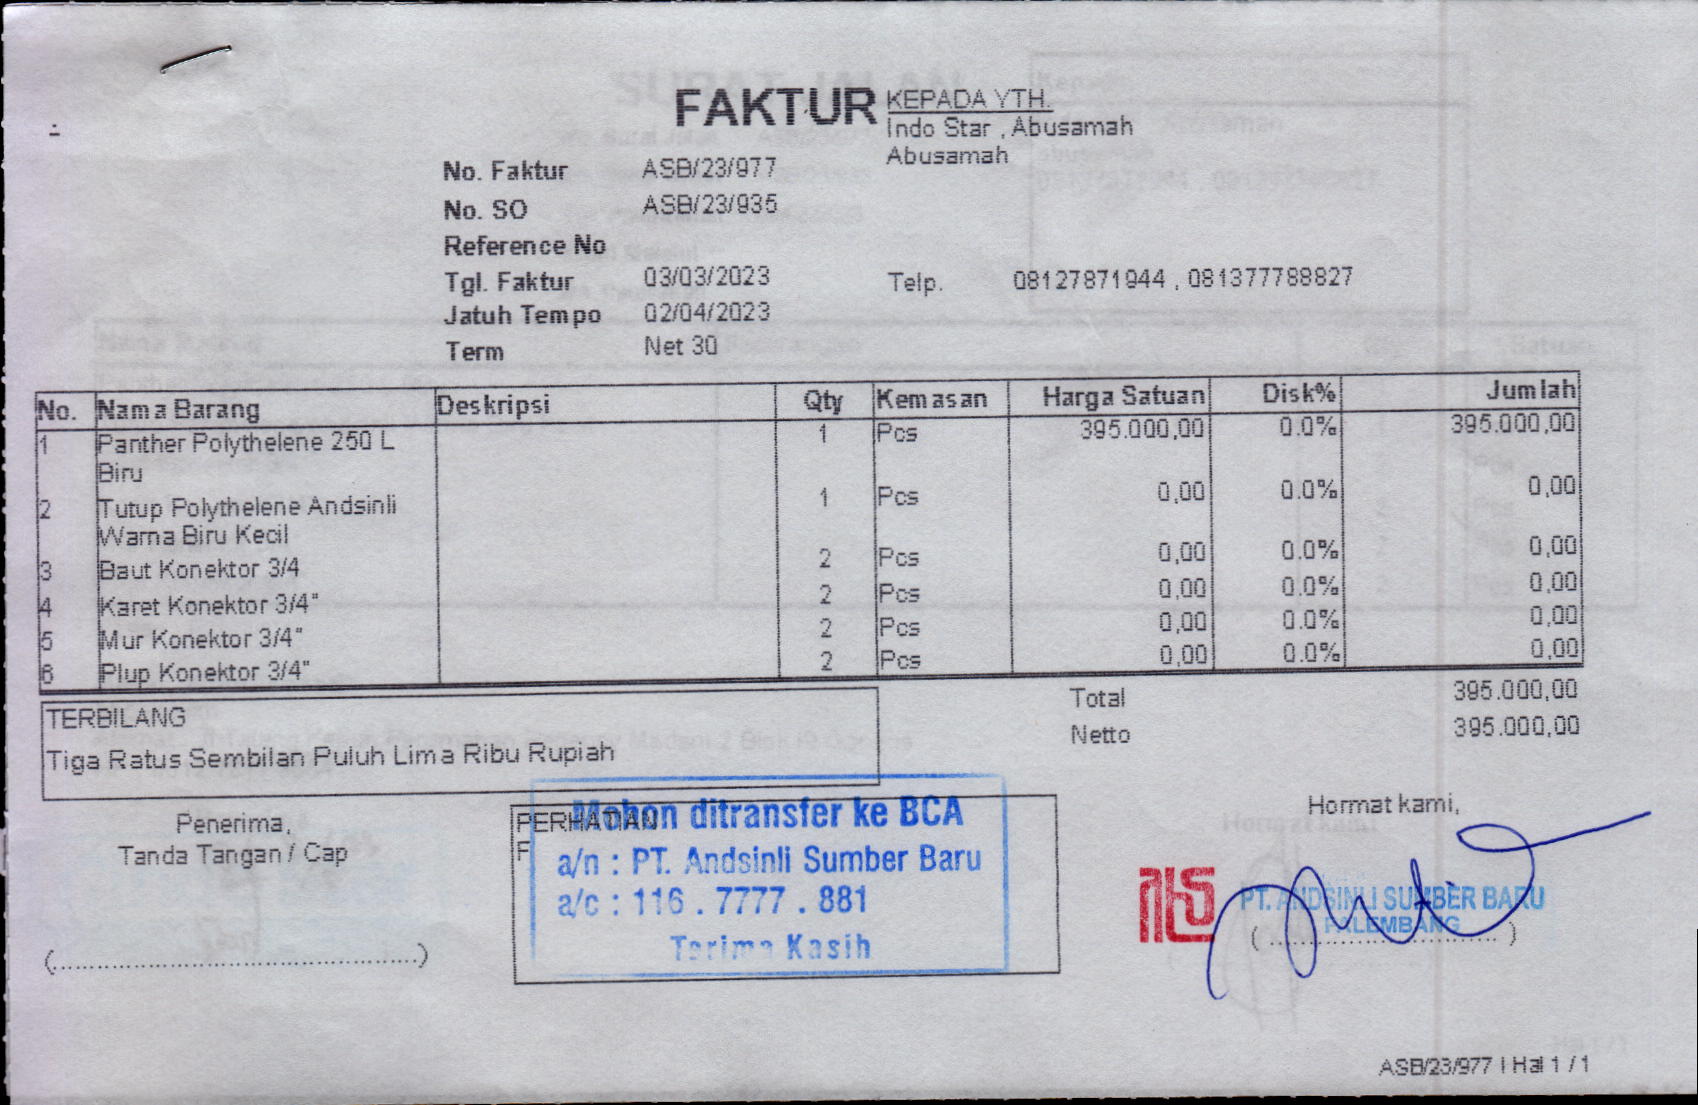 FAKTUR
KEPADA YTH.
Indo Star , Abusamah
Abusamah
No. Faktur ASB/23/977
No. SO ASB/23/935
Reference No
Tgl. Faktur 03/03/2023
Telp. 08127871944 , 081377788827
Jatuh Tempo 02/04/2023
Term Net 30
No. Nama Barang Deskripsi Qty Kemasan Harga Satuan Disk% Jumlah
1 Panther Polythelene 250 L 1 Pcs 395.000,00 0.0% 395.000,00
Biru
2 Tutup Polythelene Andsinli 1 Pcs 0,00 0.0% 0,00
Warna Biru Kecil
3 Baut Konektor 3/4 2 Pcs 0,00 0.0% 0,00
4 Karet Konektor 3/4" 2 Pcs 0,00 0.0% 0,00
5 Mur Konektor 3/4" 2 Pcs 0,00 0.0% 0,00
6 Plup Konektor 3/4" 2 Pcs 0,00 0.0% 0,00
Total 395.000,00
Netto 395.000,00
TERBILANG
Tiga Ratus Sembilan Puluh Lima Ribu Rupiah
Penerima,
Tanda Tangan / Cap
(....................................................)
PERHATIAN
Mohon ditransfer ke BCA
a/n : PT. Andsinli Sumber Baru
a/c : 116 . 7777 . 881
Terima Kasih
Hormat kami,
PT. ANDSINLI SUMBER BARU
PALEMBANG
(....................................)
ASB/23/977 | Hal 1 / 1